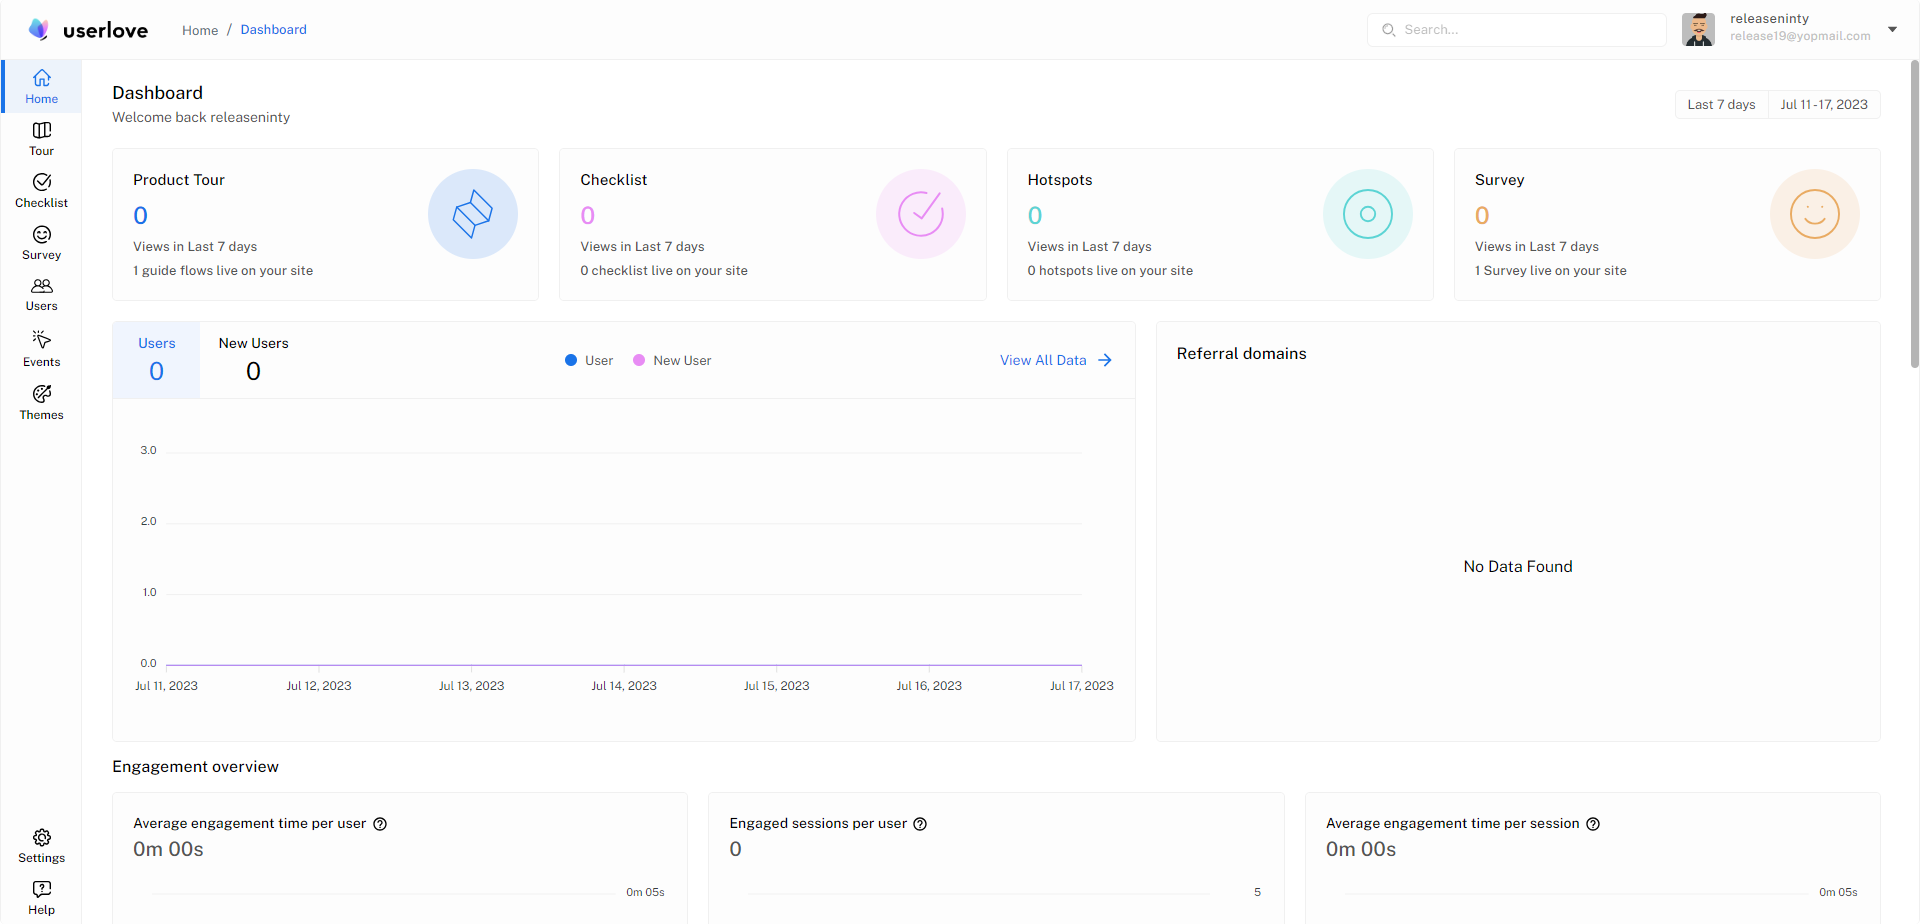 userlove
Home / Dashboard
Search...
releaseninty
release19@yopmail.com
Home
Tour
Checklist
Survey
Users
Events
Themes
Settings
Help
Dashboard
Welcome back releaseninty
Last 7 days
Jul 11 - 17, 2023
Product Tour
0
Views in Last 7 days
1 guide flows live on your site
Checklist
0
Views in Last 7 days
0 checklist live on your site
Hotspots
0
Views in Last 7 days
0 hotspots live on your site
Survey
0
Views in Last 7 days
1 Survey live on your site
Users
0
New Users
0
User
New User
View All Data
3.0
2.0
1.0
0.0
Jul 11, 2023
Jul 12, 2023
Jul 13, 2023
Jul 14, 2023
Jul 15, 2023
Jul 16, 2023
Jul 17, 2023
Referral domains
No Data Found
Engagement overview
Average engagement time per user ?
0m 00s
0m 05s
Engaged sessions per user ?
0
5
Average engagement time per session ?
0m 00s
0m 05s